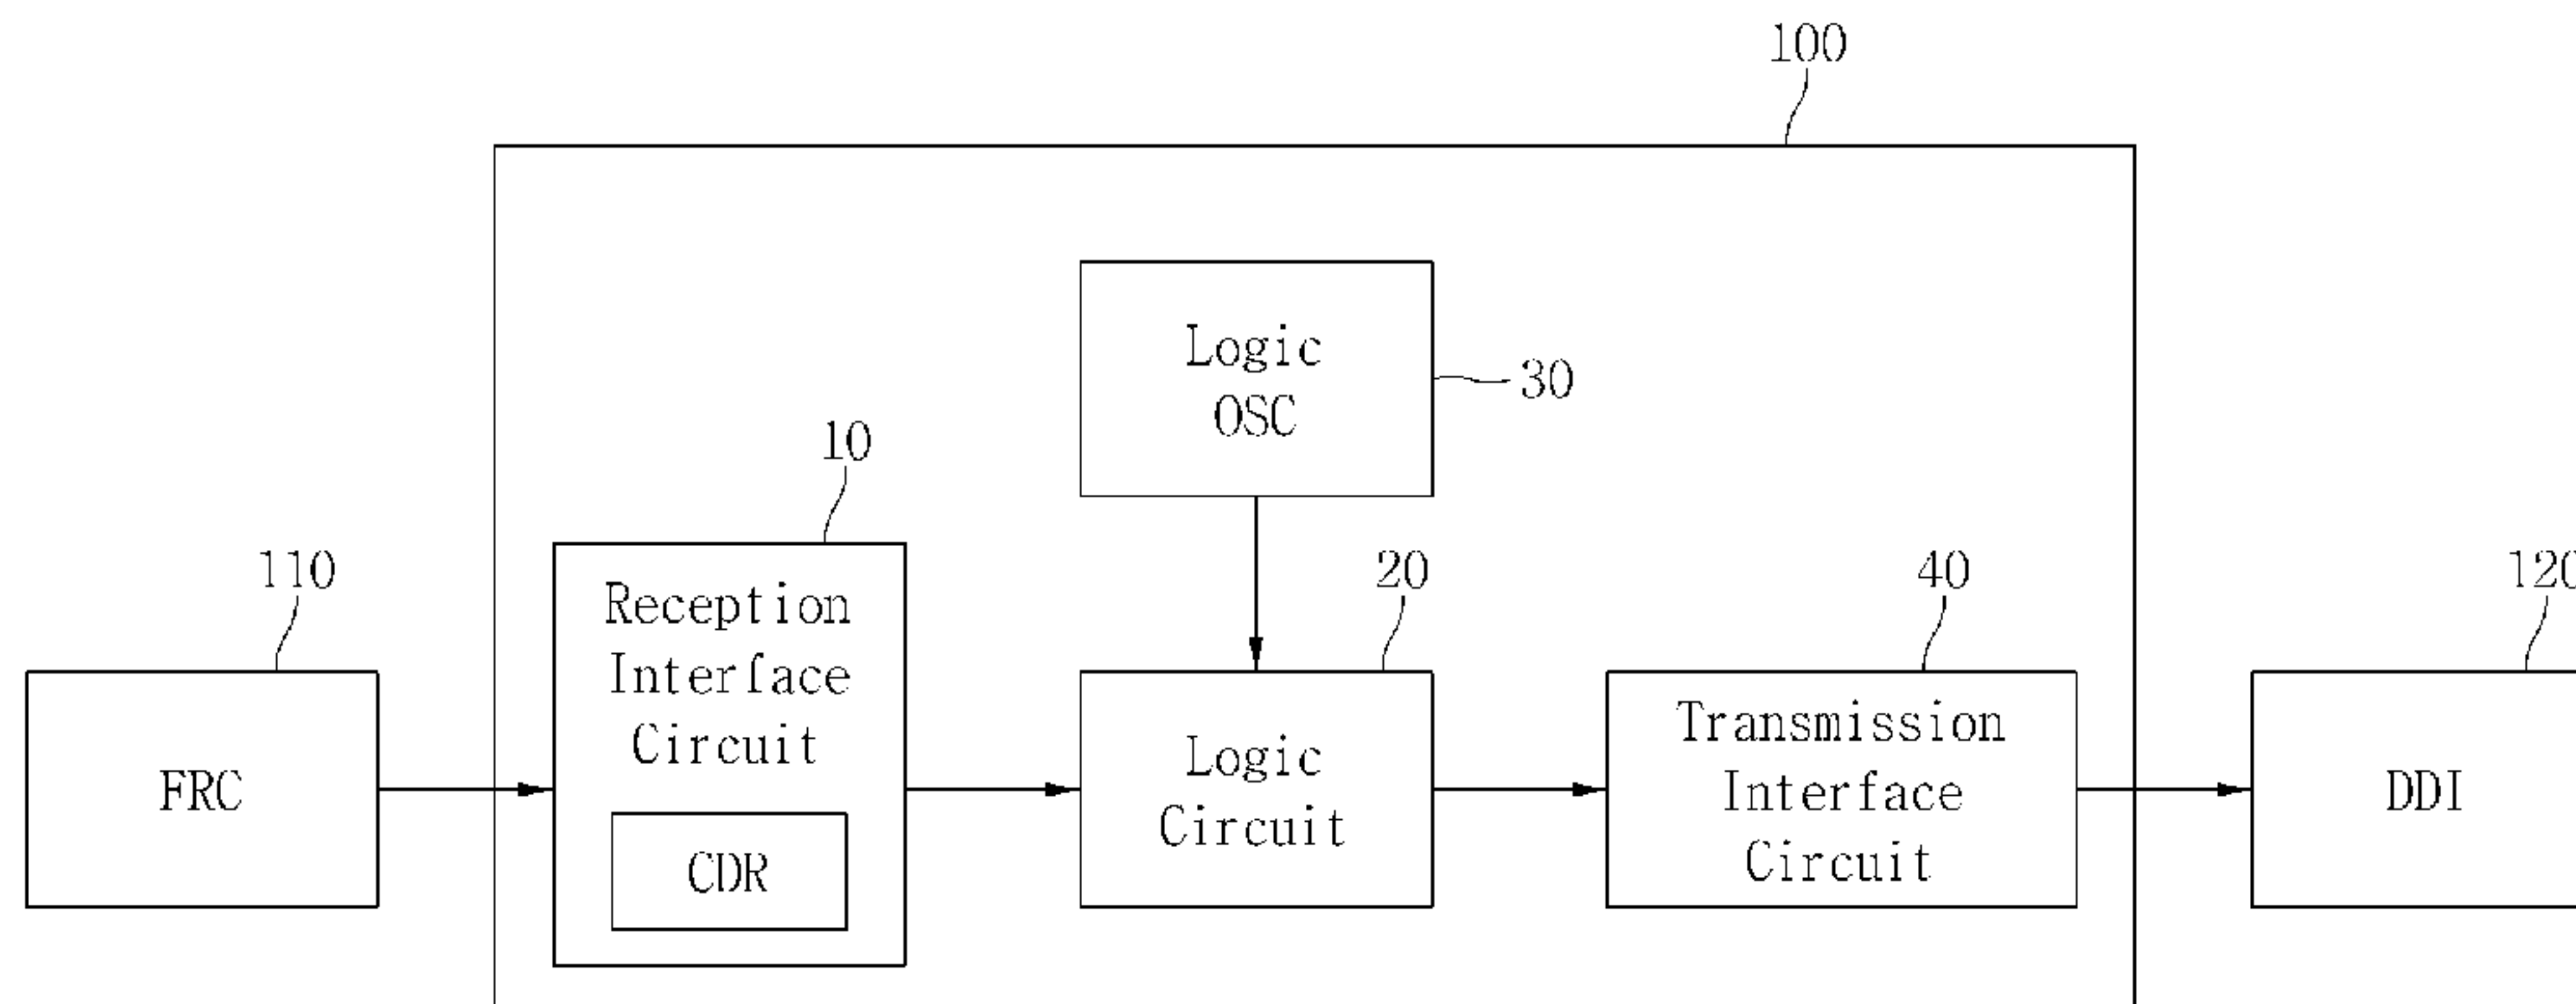 100
Logic
OSC
30
10
110
Reception
Interface
Circuit
CDR
20
40
120
FRC
Logic
Circuit
Transmission
Interface
Circuit
DDI